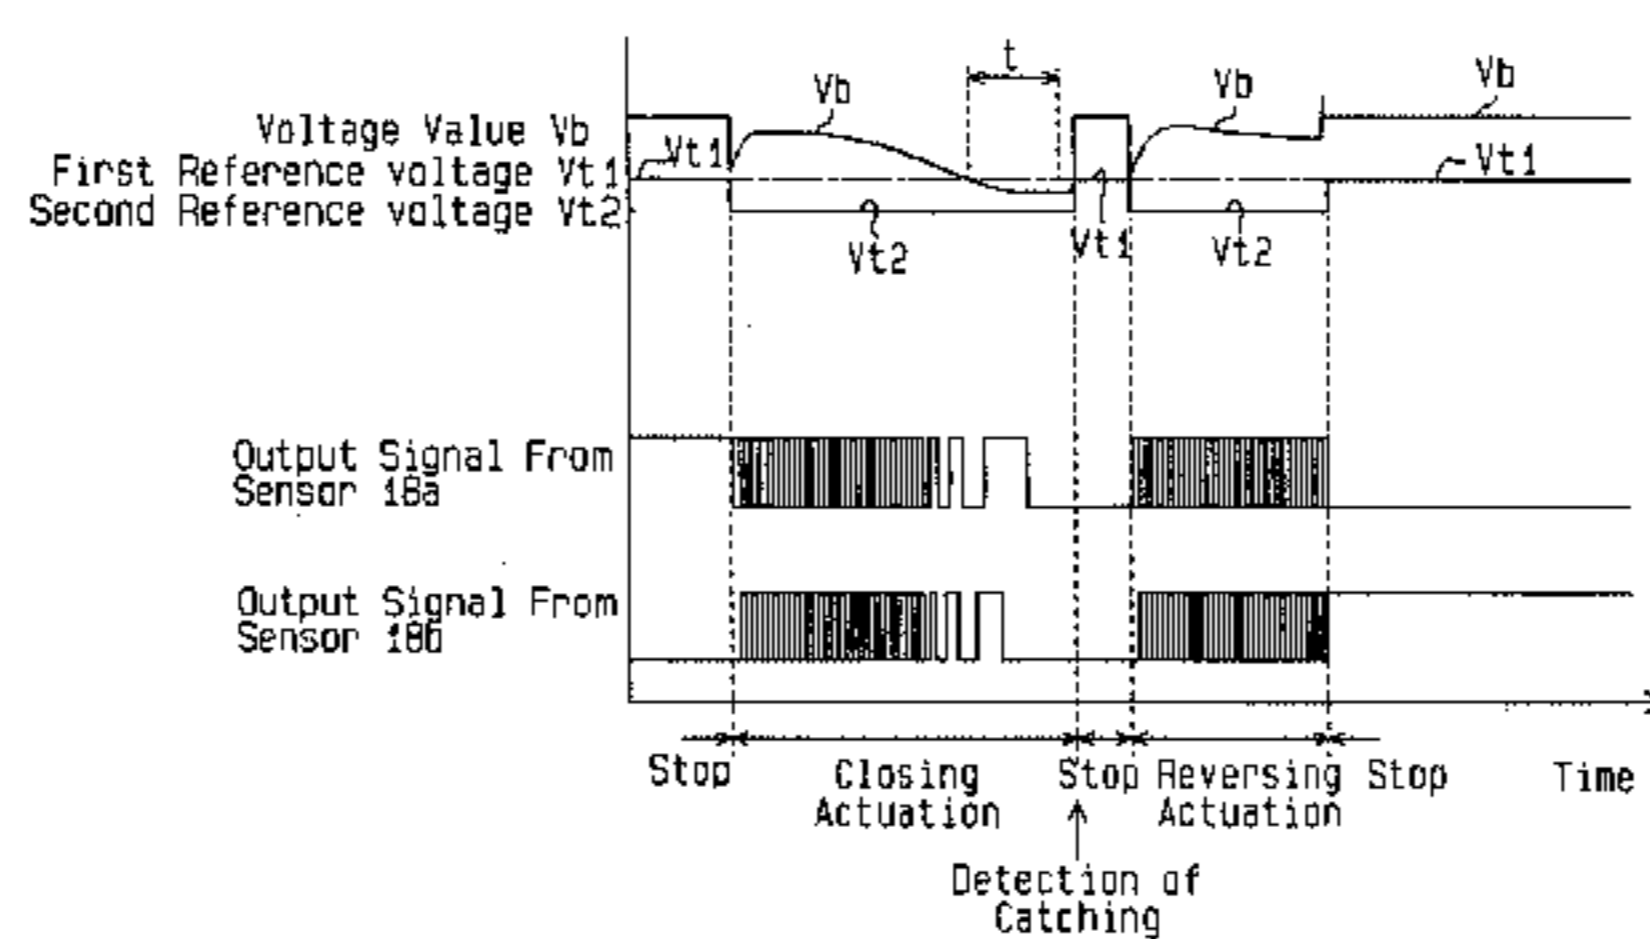 t
Vb
Vb
Vb
Voltage Value Vb
Vt1
Vt1
First Reference voltage Vt1
Second Reference voltage Vt2
Vt2
Vt1
Vt2
Output Signal From
Sensor 18a
Output Signal From
Sensor 18b
Stop
Closing
Actuation
Stop
Reversing
Actuation
Stop
Time
Detection of
Catching